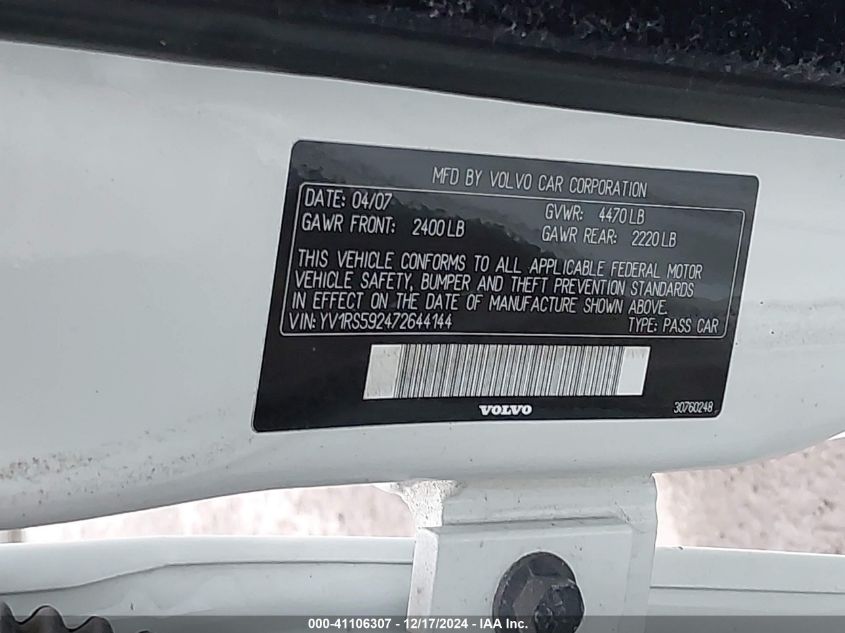 MFD BY VOLVO CAR CORPORATION
DATE: 04/07 GVWR: 4470 LB
GAWR FRONT: 2400 LB GAWR REAR: 2220 LB
THIS VEHICLE CONFORMS TO ALL APPLICABLE FEDERAL MOTOR
VEHICLE SAFETY, BUMPER AND THEFT PREVENTION STANDARDS
IN EFFECT ON THE DATE OF MANUFACTURE SHOWN ABOVE.
VIN: YV1RS592472644144 TYPE: PASS CAR
VOLVO 30760248
000-41106307 - 12/17/2024 - IAA Inc.